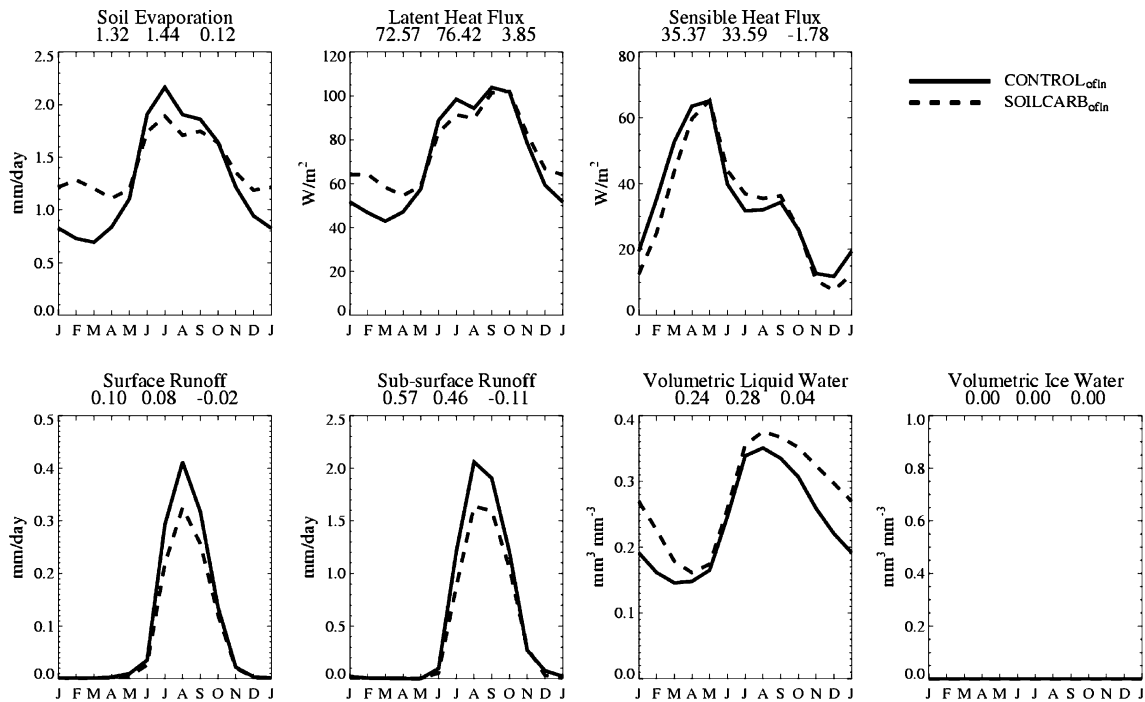 Soil Evaporation
1.32 1.44 0.12
2.5
2.0
1.5
1.0
0.5
0.0
mm/day
J F M A M J J A S O N D J
Latent Heat Flux
72.57 76.42 3.85
120
100
80
60
40
20
0
W/m²
J F M A M J J A S O N D J
Sensible Heat Flux
35.37 33.59 -1.78
80
60
40
20
0
W/m²
J F M A M J J A S O N D J
CONTROL_ofln
SOILCARB_ofln
Surface Runoff
0.10 0.08 -0.02
0.5
0.4
0.3
0.2
0.1
0.0
mm/day
J F M A M J J A S O N D J
Sub-surface Runoff
0.57 0.46 -0.11
2.5
2.0
1.5
1.0
0.5
0.0
mm/day
J F M A M J J A S O N D J
Volumetric Liquid Water
0.24 0.28 0.04
0.4
0.3
0.2
0.1
0.0
mm³ mm⁻³
J F M A M J J A S O N D J
Volumetric Ice Water
0.00 0.00 0.00
1.0
0.8
0.6
0.4
0.2
0.0
mm³ mm⁻³
J F M A M J J A S O N D J